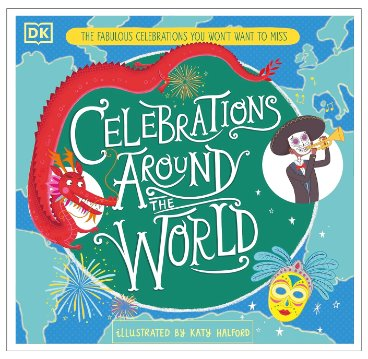 DK
THE FABULOUS CELEBRATIONS YOU WON'T WANT TO MISS
CELEBRATIONS
AROUND
THE
WORLD
ILLUSTRATED BY KATY HALFORD